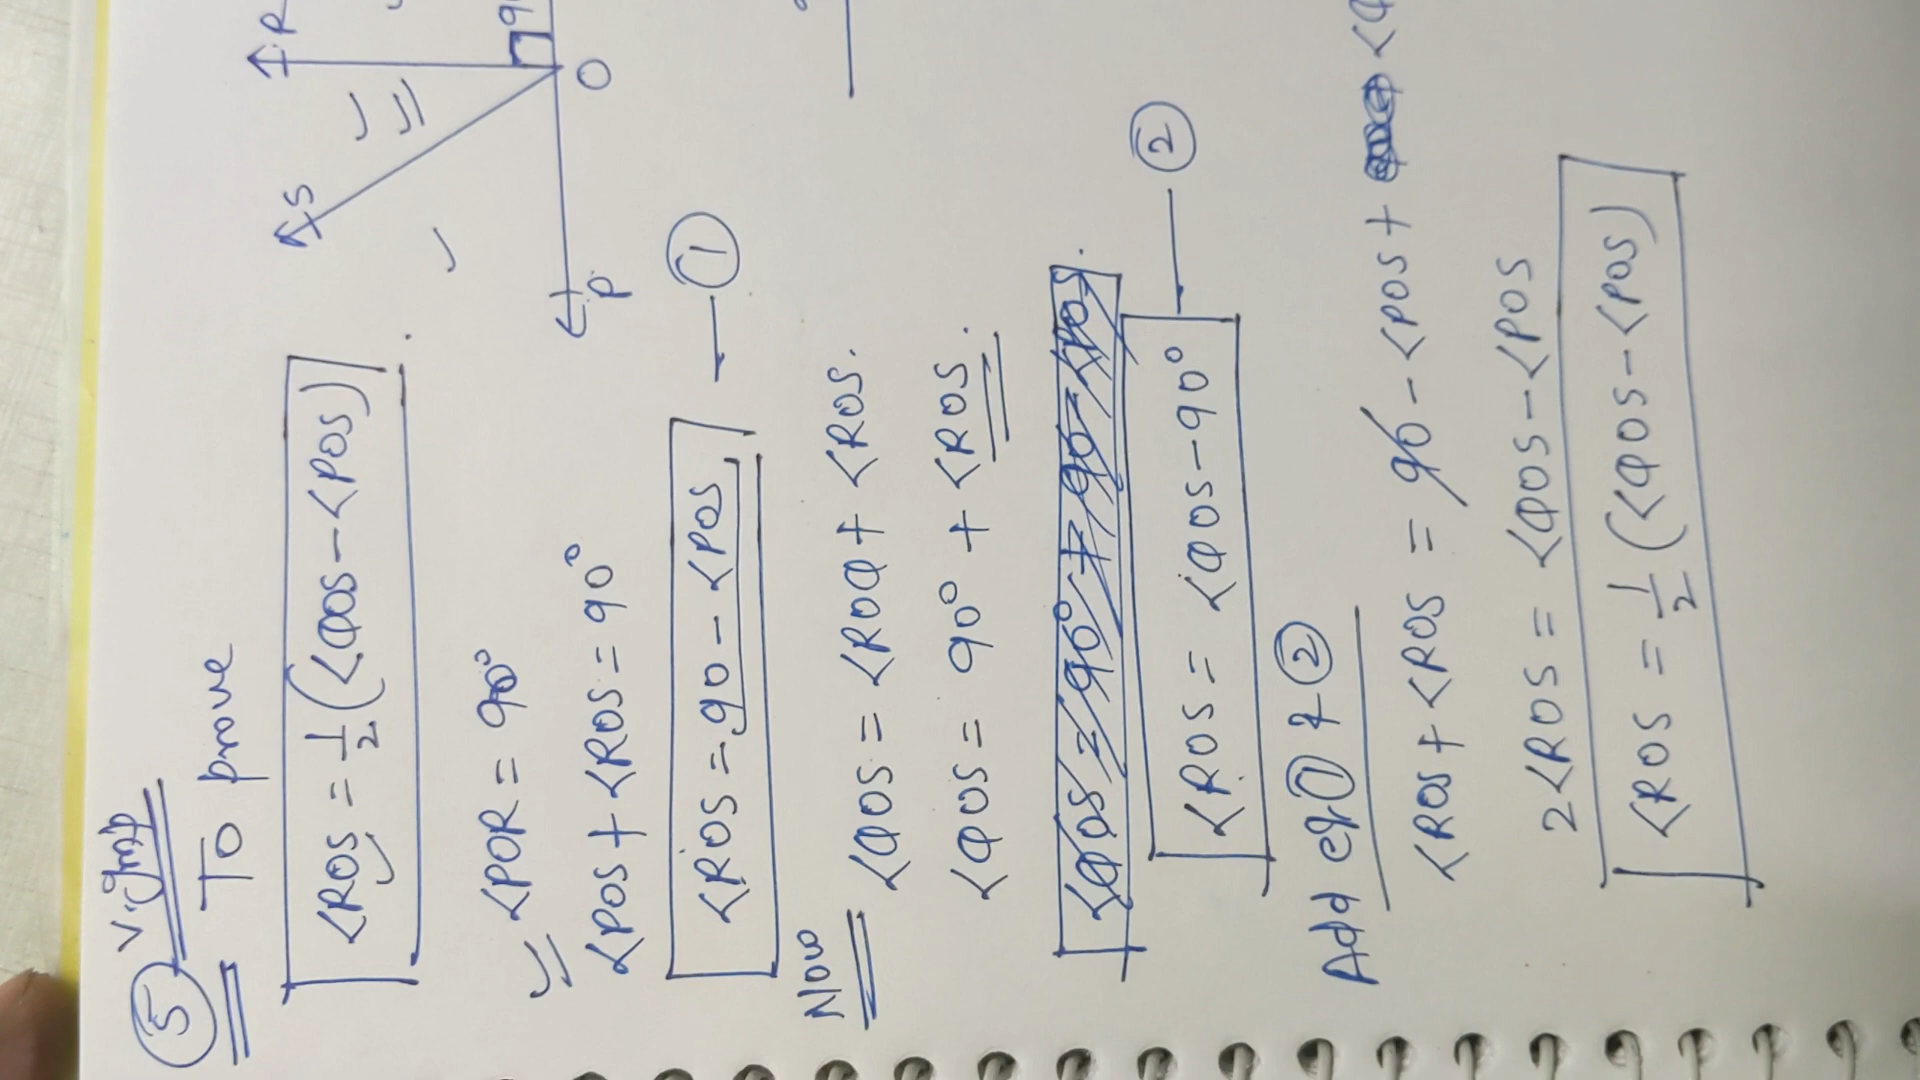 ⑤ V.Gmp
To prove
<ROS = 1/2 (<QOS - <POS)
R
S
90
O
P
<POR = 90°
<POS + <ROS = 90°
<ROS = 90 - <POS → ①
Now <QOS = <ROQ + <ROS.
<QOS = 90° + <ROS.
<ROS = <QOS - 90° ← ②
Add eq ① & ②
<ROS + <ROS = 90 - <POS + <Q
2<ROS = <QOS - <POS
<ROS = 1/2 (<QOS - <POS)